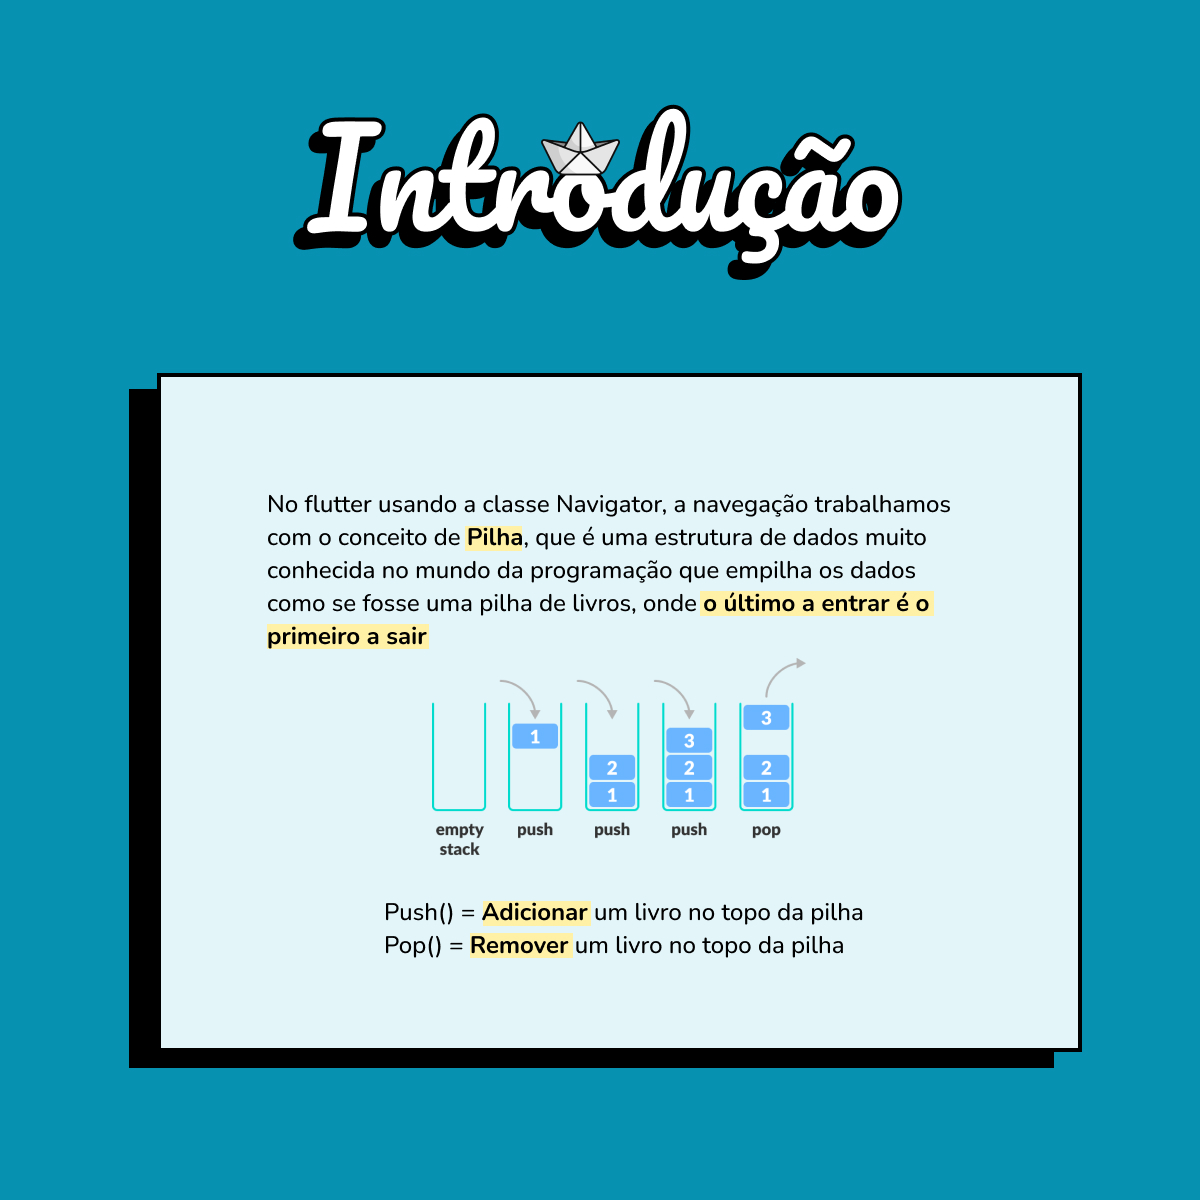 Introdução
No flutter usando a classe Navigator, a navegação trabalhamos
com o conceito de Pilha, que é uma estrutura de dados muito
conhecida no mundo da programação que empilha os dados
como se fosse uma pilha de livros, onde o último a entrar é o
primeiro a sair
3
1
3
2
2
2
1
1
1
empty
stack
push
push
push
pop
Push() = Adicionar um livro no topo da pilha
Pop() = Remover um livro no topo da pilha